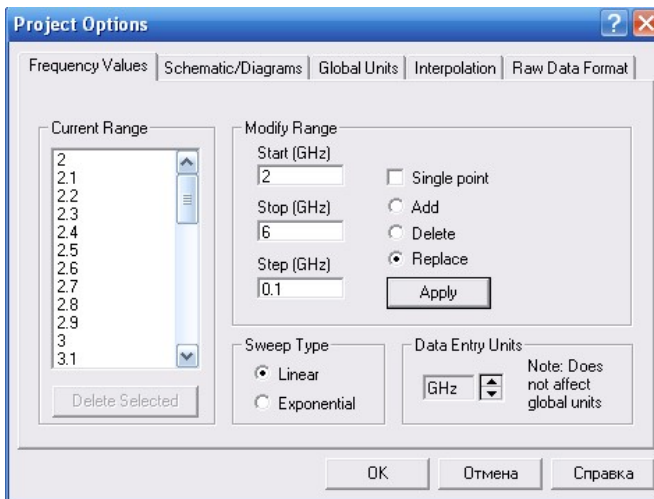 Project Options
Frequency Values Schematic/Diagrams Global Units Interpolation Raw Data Format
Current Range
2
2.1
2.2
2.3
2.4
2.5
2.6
2.7
2.8
2.9
3
3.1
Delete Selected
Modify Range
Start (GHz)
2
Stop (GHz)
6
Step (GHz)
0.1
Single point
Add
Delete
Replace
Apply
Sweep Type
Linear
Exponential
Data Entry Units
GHz
Note: Does
not affect
global units
OK Отмена Справка